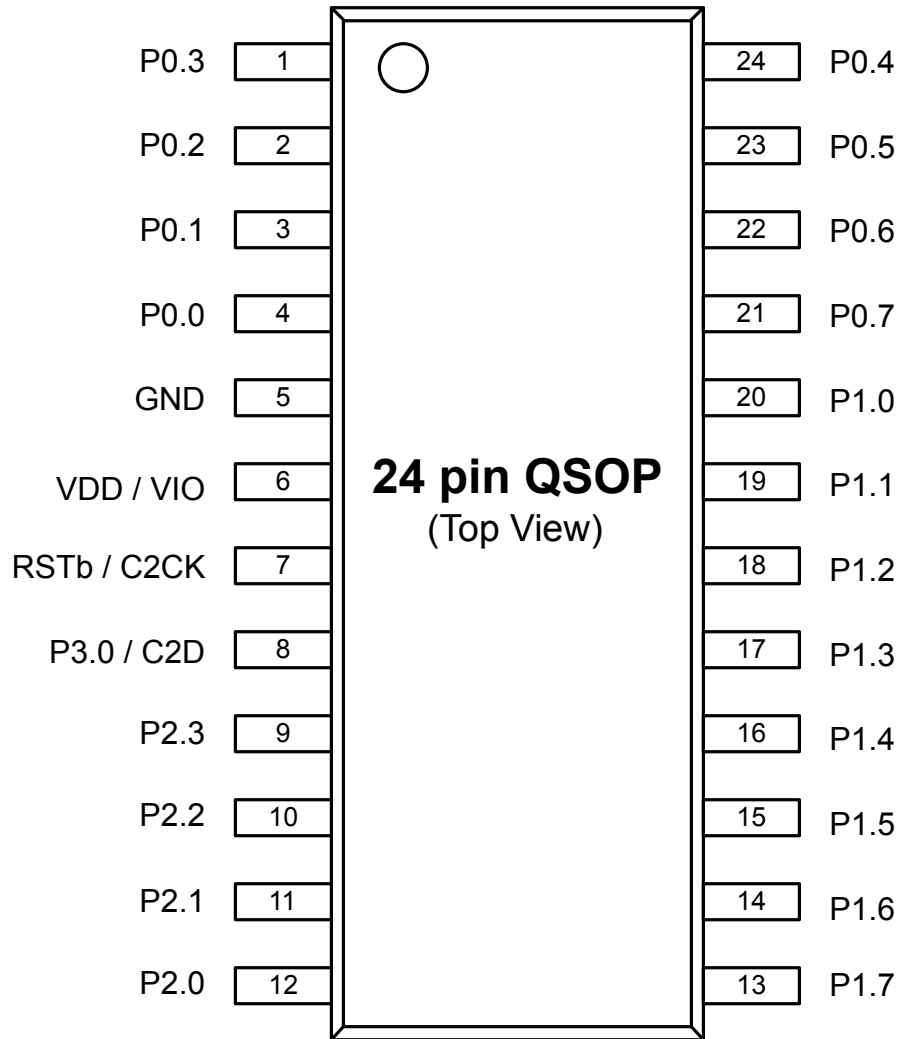 P0.3 1 24 P0.4
P0.2 2 23 P0.5
P0.1 3 22 P0.6
P0.0 4 21 P0.7
GND 5 20 P1.0
VDD / VIO 6 19 P1.1
24 pin QSOP
(Top View)
RSTb / C2CK 7 18 P1.2
P3.0 / C2D 8 17 P1.3
P2.3 9 16 P1.4
P2.2 10 15 P1.5
P2.1 11 14 P1.6
P2.0 12 13 P1.7